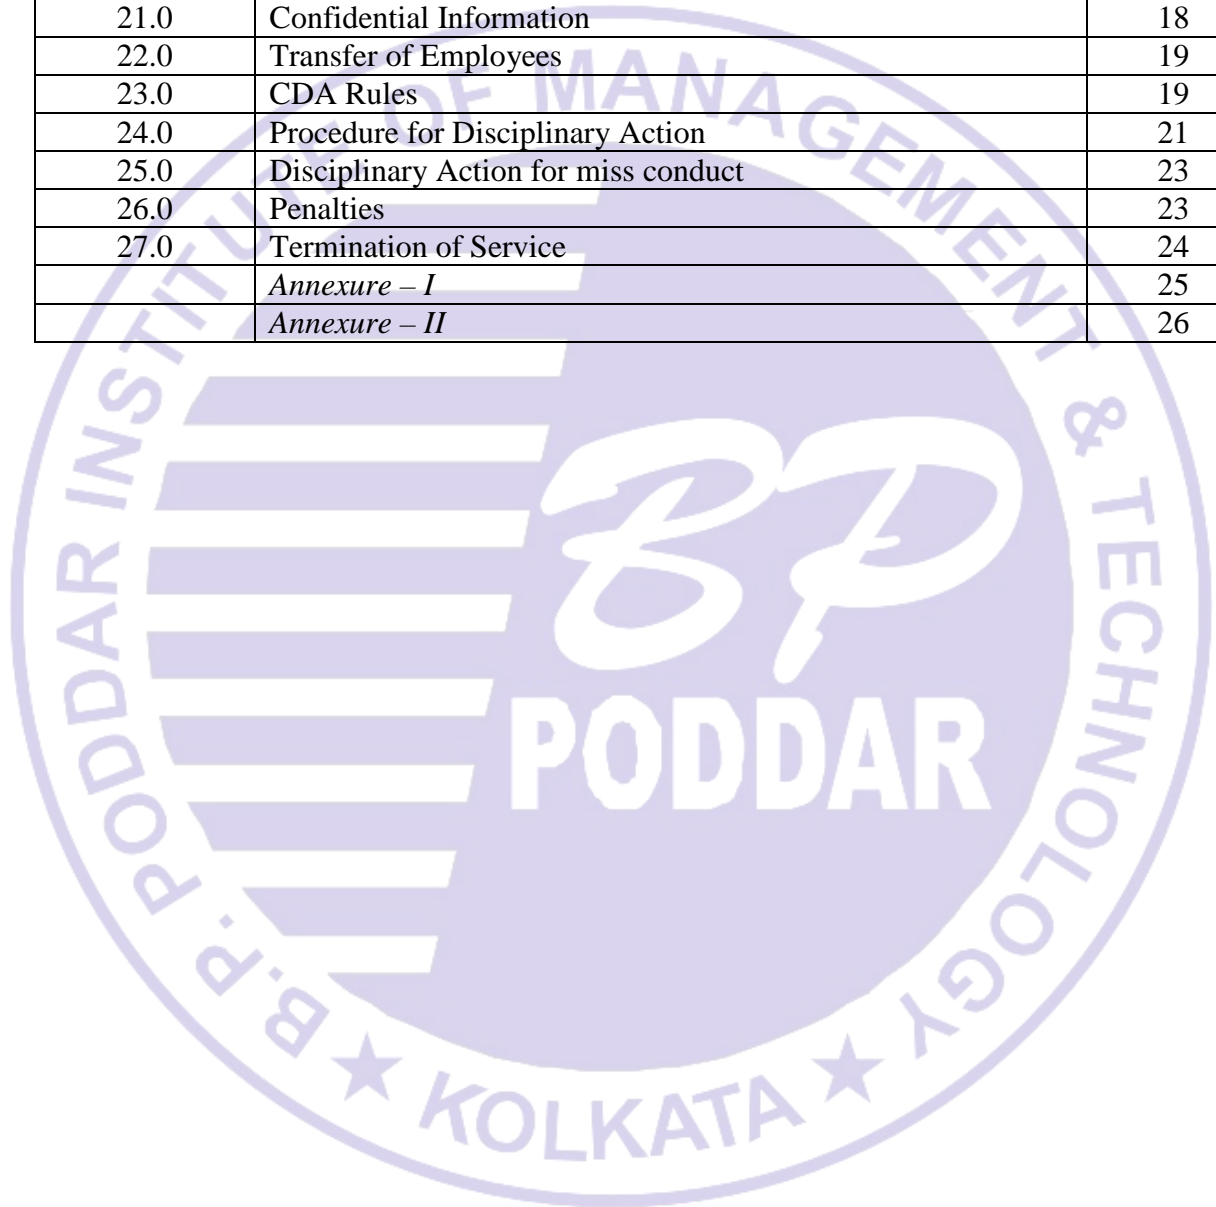 21.0 Confidential Information 18
22.0 Transfer of Employees 19
23.0 CDA Rules 19
24.0 Procedure for Disciplinary Action 21
25.0 Disciplinary Action for miss conduct 23
26.0 Penalties 23
27.0 Termination of Service 24
Annexure – I 25
Annexure – II 26
B.P. PODDAR INSTITUTE OF MANAGEMENT & TECHNOLOGY
BP
PODDAR
★ KOLKATA ★